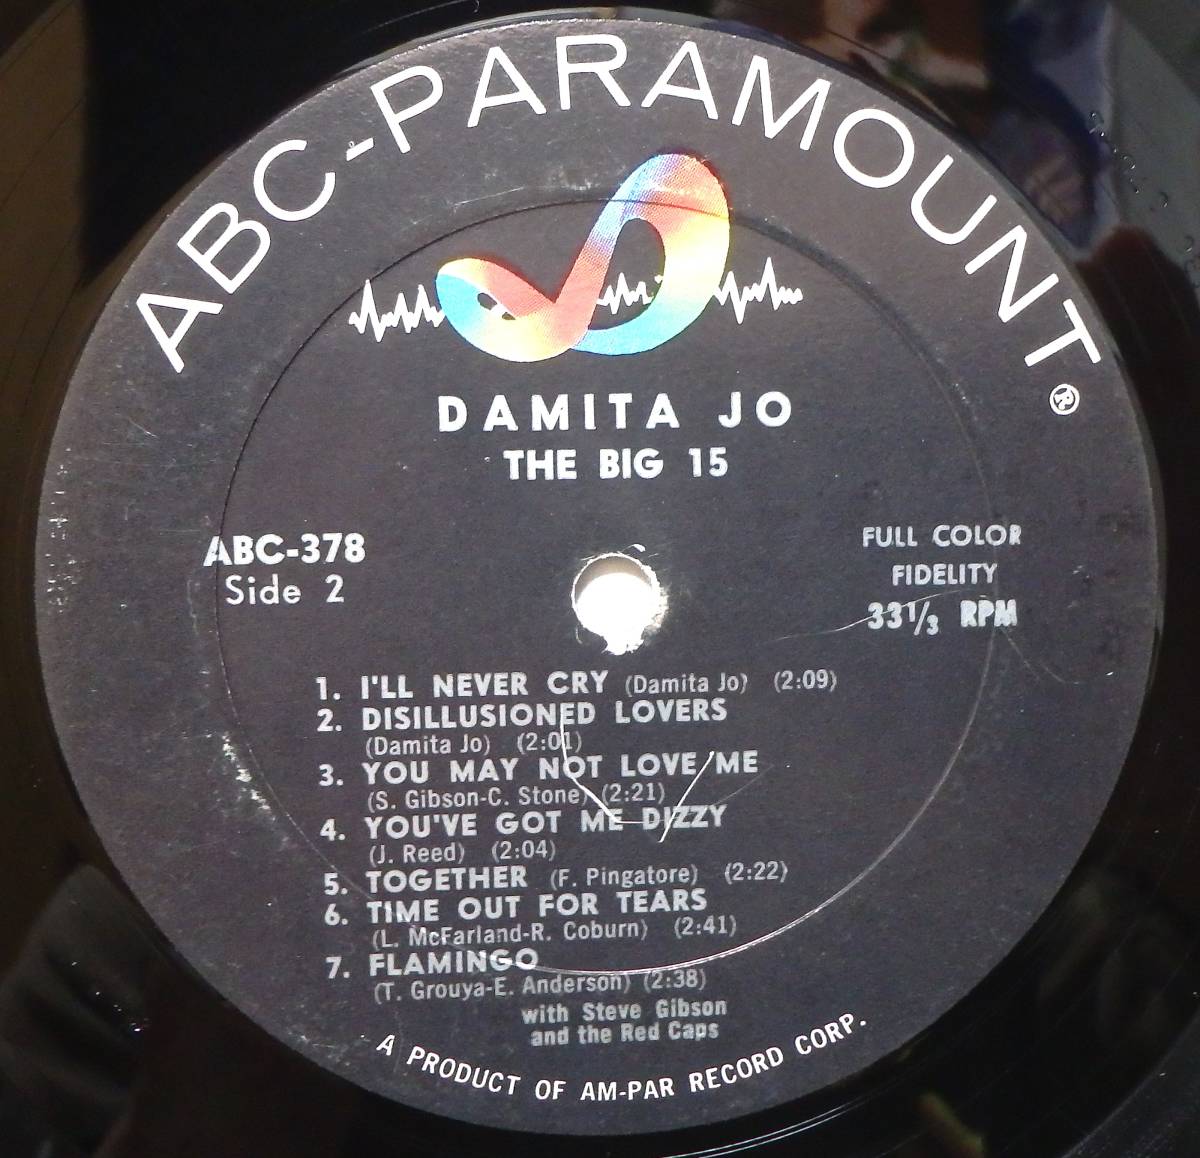 ABC-PARAMOUNT
®
DAMITA JO
THE BIG 15
ABC-378
Side 2
FULL COLOR
FIDELITY
33 1/3 RPM
1. I'LL NEVER CRY (Damita Jo) (2:09)
2. DISILLUSIONED LOVERS
(Damita Jo) (2:01)
3. YOU MAY NOT LOVE ME
(S. Gibson-C. Stone) (2:21)
4. YOU'VE GOT ME DIZZY
(J. Reed) (2:04)
5. TOGETHER (F. Pingatore) (2:22)
6. TIME OUT FOR TEARS
(L. McFarland-R. Coburn) (2:41)
7. FLAMINGO
(T. Grouya-E. Anderson) (2:38)
with Steve Gibson
and the Red Caps
A PRODUCT OF AM-PAR RECORD CORP.